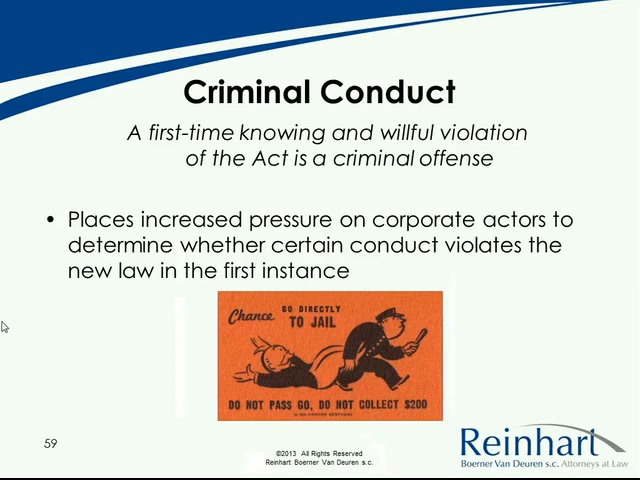 Criminal Conduct
A first-time knowing and willful violation
of the Act is a criminal offense
• Places increased pressure on corporate actors to
determine whether certain conduct violates the
new law in the first instance
Chance
GO DIRECTLY
TO JAIL
DO NOT PASS GO, DO NOT COLLECT $200
59
©2013 All Rights Reserved
Reinhart Boerner Van Deuren s.c.
Reinhart
Boerner Van Deuren s.c. Attorneys at Law